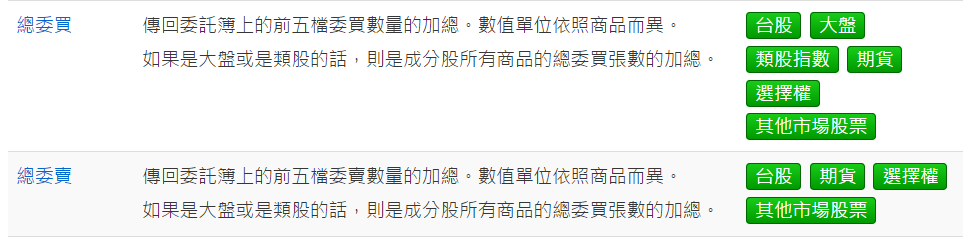 總委買
傳回委託簿上的前五檔委買數量的加總。數值單位依照商品而異。
如果是大盤或是類股的話，則是成分股所有商品的總委買張數的加總。
台股 大盤
類股指數 期貨
選擇權
其他市場股票
總委賣
傳回委託簿上的前五檔委賣數量的加總。數值單位依照商品而異。
如果是大盤或是類股的話，則是成分股所有商品的總委買張數的加總。
台股 期貨 選擇權
其他市場股票